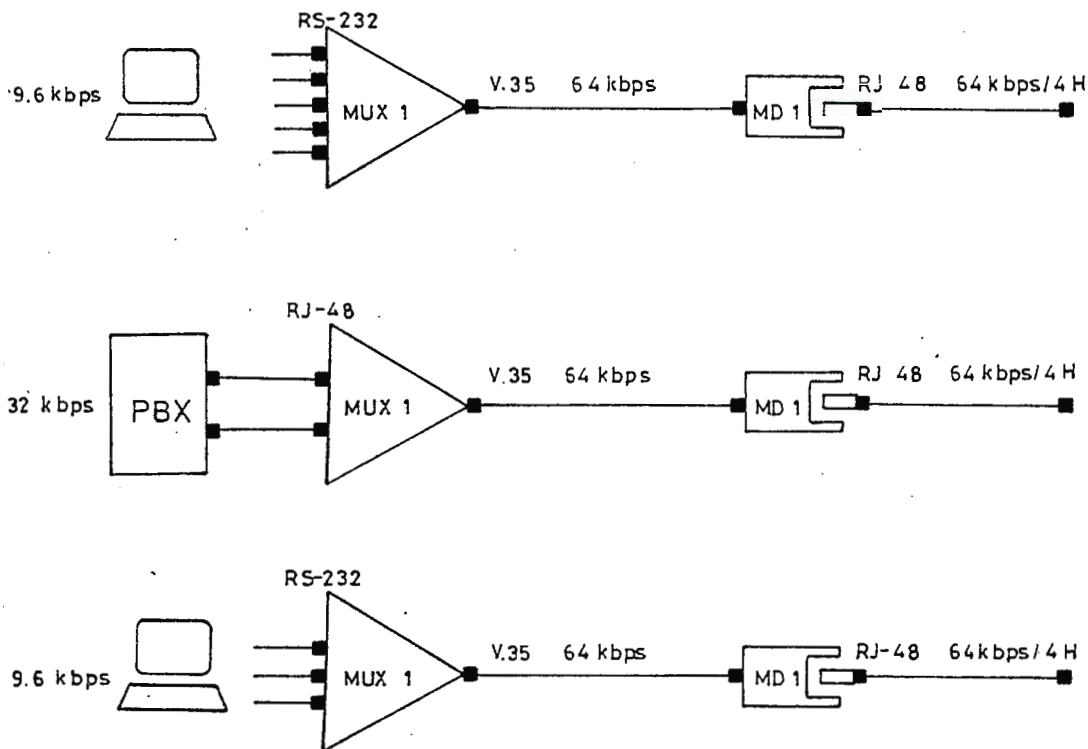 RS-232
9.6 kbps
MUX 1
V.35 64 kbps
MD 1
RJ 48 64 kbps/4 H
RJ-48
32 kbps
PBX
MUX 1
V.35 64 kbps
MD 1
RJ 48 64 kbps/4 H
RS-232
9.6 kbps
MUX 1
V.35 64 kbps
MD 1
RJ-48 64 kbps/4 H